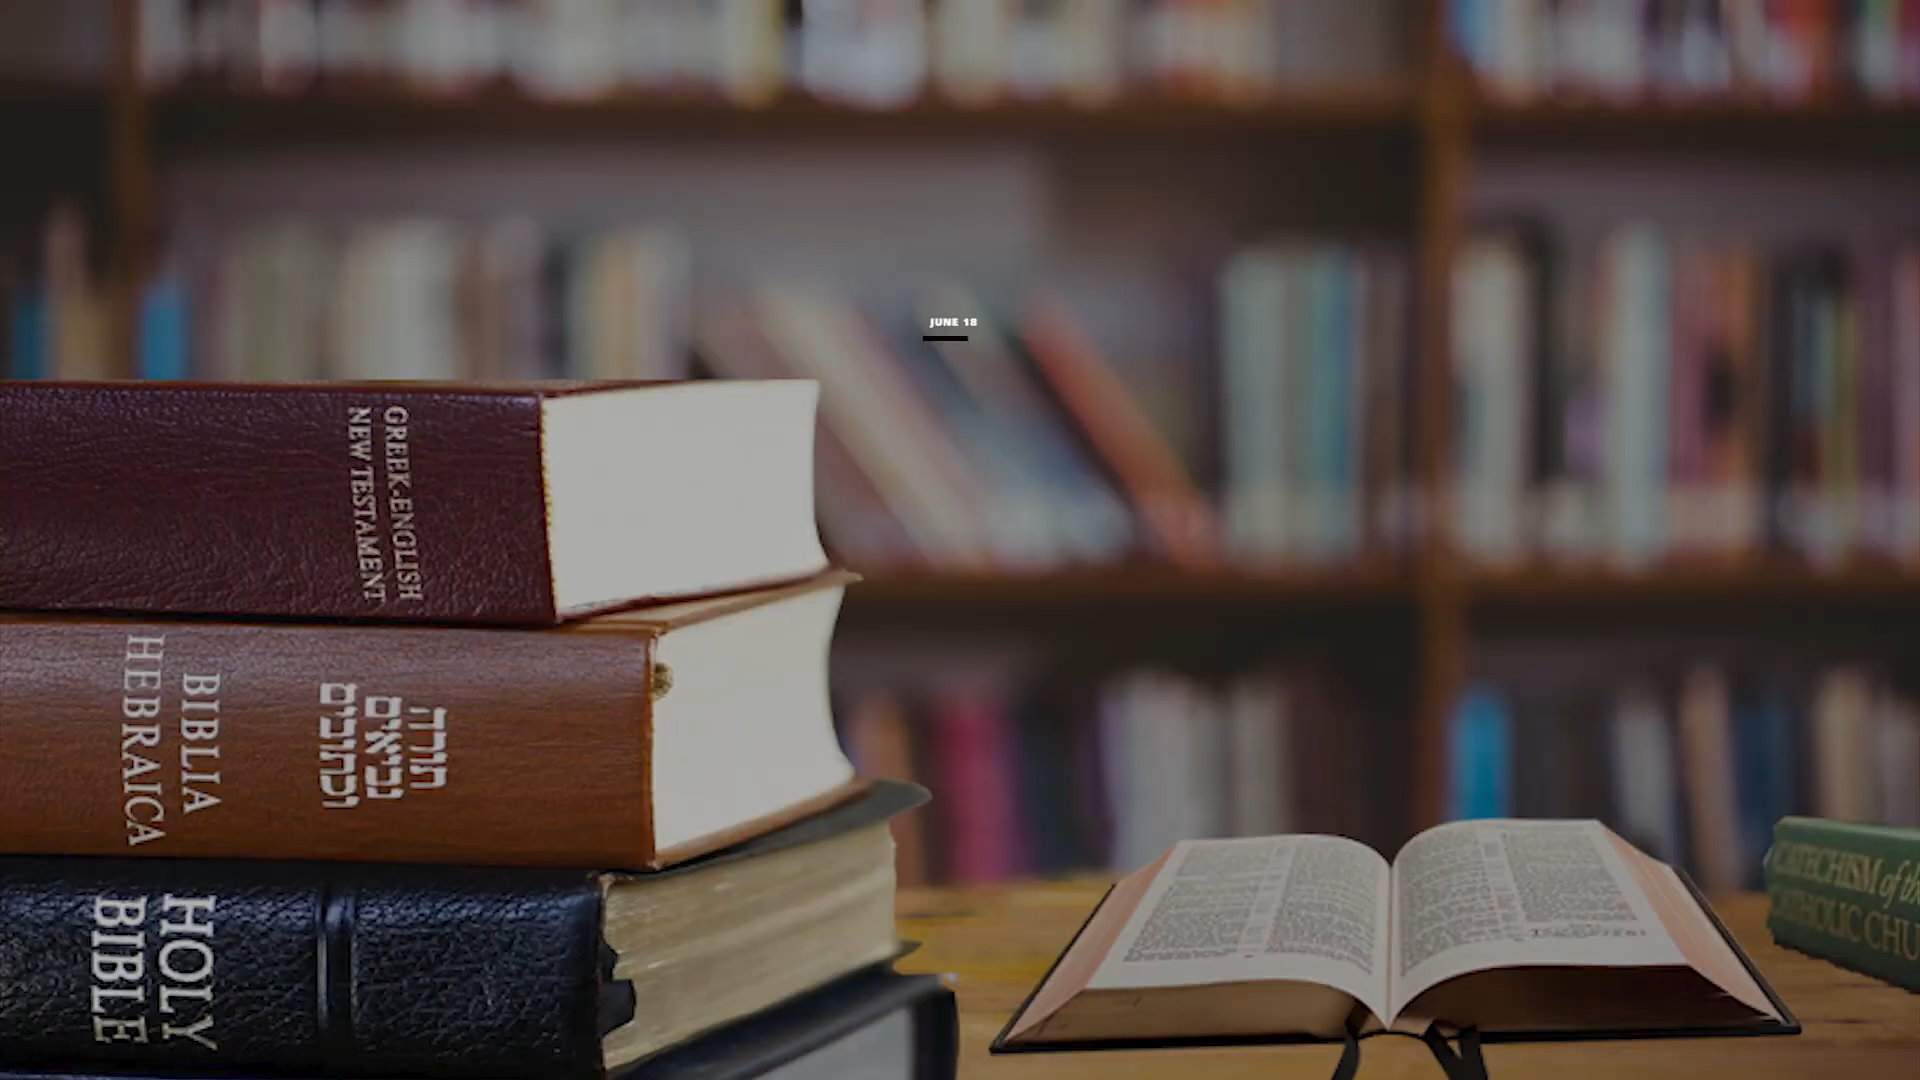 JUNE 18
GREEK-ENGLISH
NEW TESTAMENT
BIBLIA
HEBRAICA
תורה
נביאים
וכתובים
HOLY
BIBLE
CATECHISM of the
CATHOLIC CHU